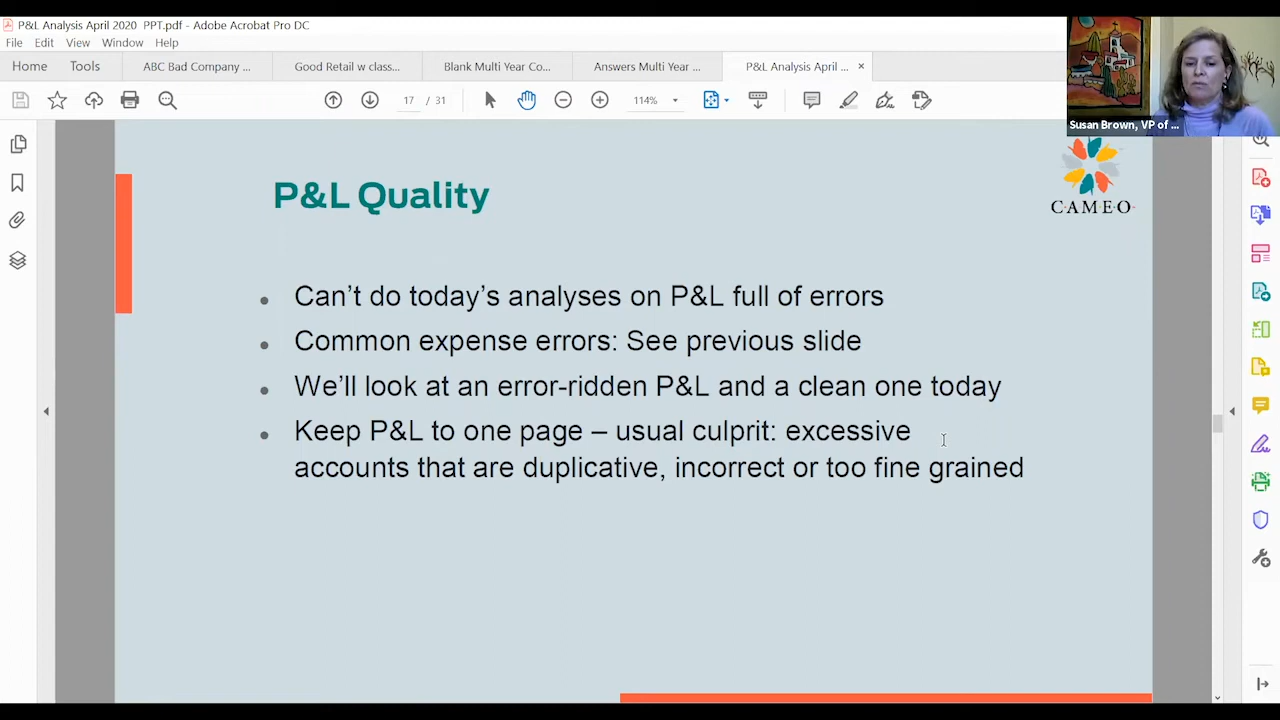 P&L Analysis April 2020 PPT.pdf - Adobe Acrobat Pro DC
File Edit View Window Help
Home Tools ABC Bad Company ... Good Retail w class... Blank Multi Year Co... Answers Multi Year ... P&L Analysis April ... ×
17 / 31 114%
Susan Brown, VP of ...
CAMEO
P&L Quality
• Can't do today's analyses on P&L full of errors
• Common expense errors: See previous slide
• We'll look at an error-ridden P&L and a clean one today
• Keep P&L to one page – usual culprit: excessive
accounts that are duplicative, incorrect or too fine grained